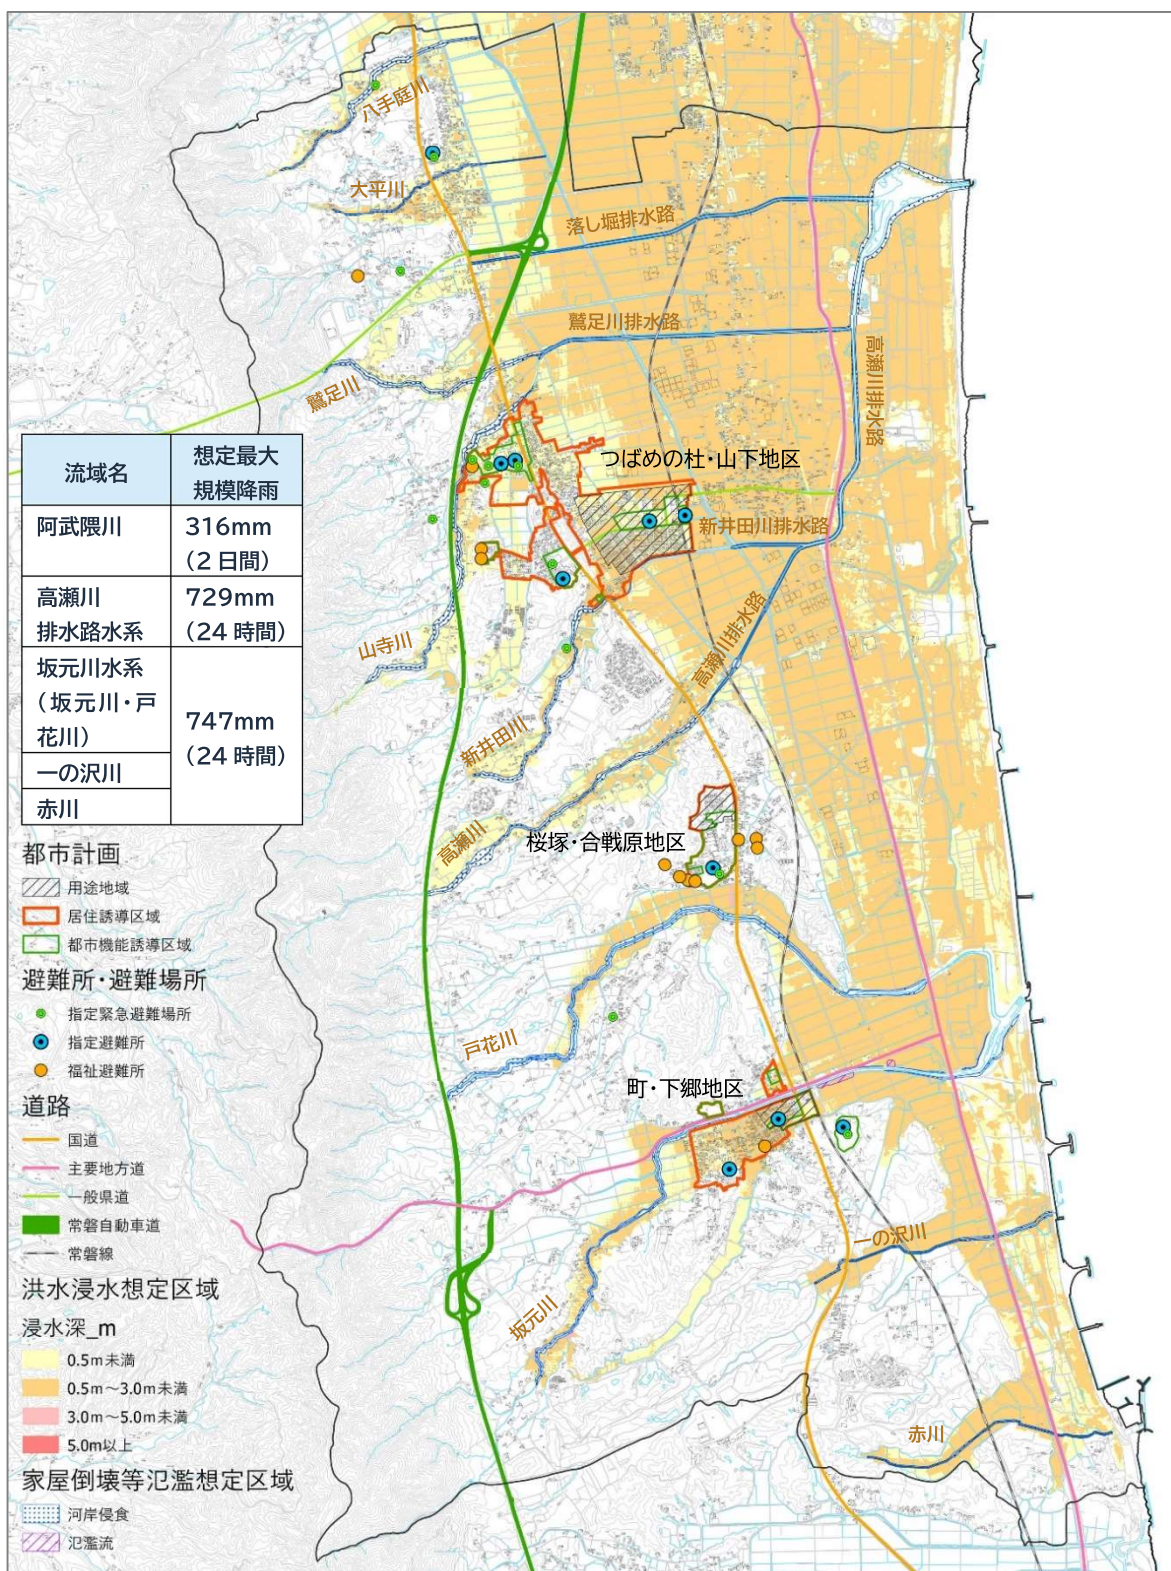 八手庭川
大平川
落し堀排水路
鷲足川排水路
鷲足川
高瀬川排水路
つばめの杜・山下地区
新井田川排水路
山寺川
高瀬川排水路
新井田川
高瀬川
桜塚・合戦原地区
戸花川
町・下郷地区
一の沢川
坂元川
赤川
流域名
想定最大
規模降雨
阿武隈川
316mm
（2日間）
高瀬川
排水路水系
729mm
（24時間）
坂元川水系
（坂元川・戸
花川）
747mm
（24時間）
一の沢川
赤川
都市計画
用途地域
居住誘導区域
都市機能誘導区域
避難所・避難場所
指定緊急避難場所
指定避難所
福祉避難所
道路
国道
主要地方道
一般県道
常磐自動車道
常磐線
洪水浸水想定区域
浸水深_m
0.5m未満
0.5m～3.0m未満
3.0m～5.0m未満
5.0m以上
家屋倒壊等氾濫想定区域
河岸侵食
氾濫流